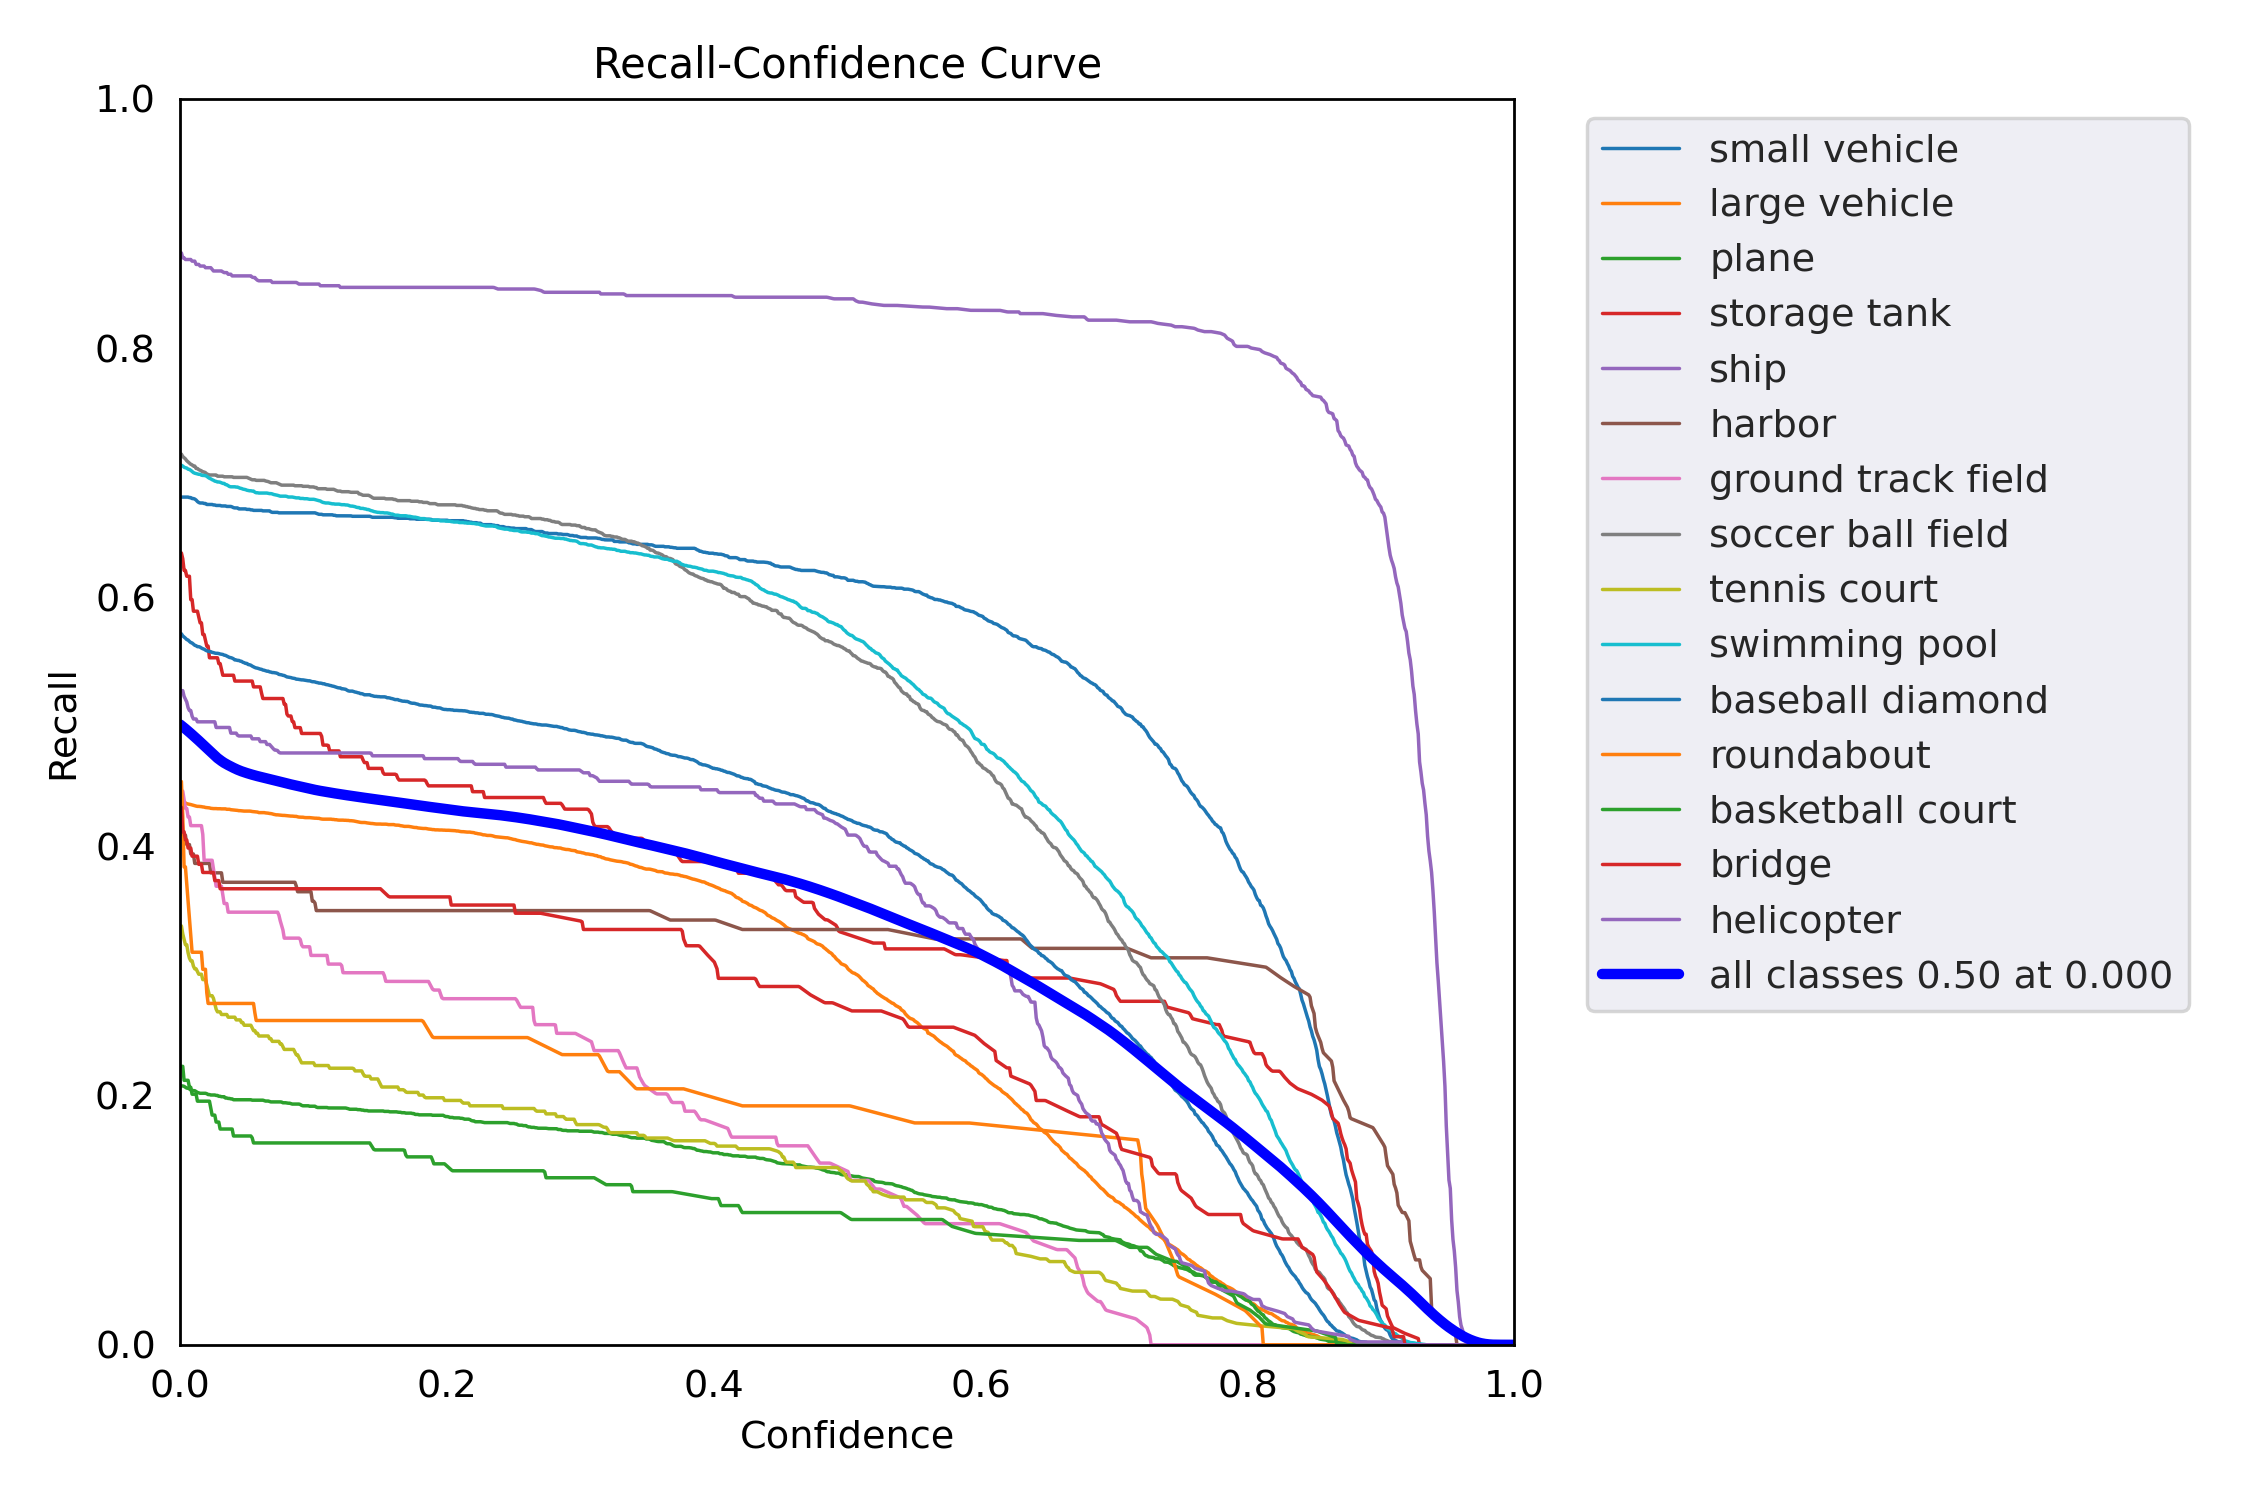 Recall-Confidence Curve
1.0
0.8
0.6
0.4
0.2
0.0
Recall
0.0 0.2 0.4 0.6 0.8 1.0
Confidence
small vehicle
large vehicle
plane
storage tank
ship
harbor
ground track field
soccer ball field
tennis court
swimming pool
baseball diamond
roundabout
basketball court
bridge
helicopter
all classes 0.50 at 0.000